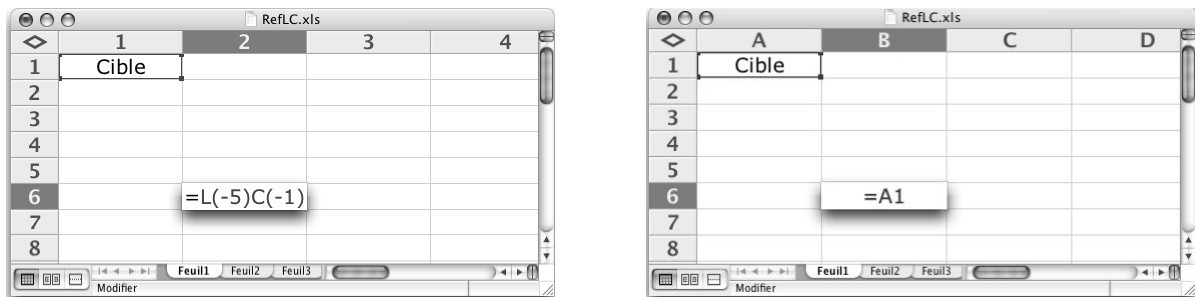 RefLC.xls
1 2 3 4
1 Cible
2
3
4
5
6 =L(-5)C(-1)
7
8
Feuil1 Feuil2 Feuil3
Modifier
RefLC.xls
A B C D
1 Cible
2
3
4
5
6 =A1
7
8
Feuil1 Feuil2 Feuil3
Modifier